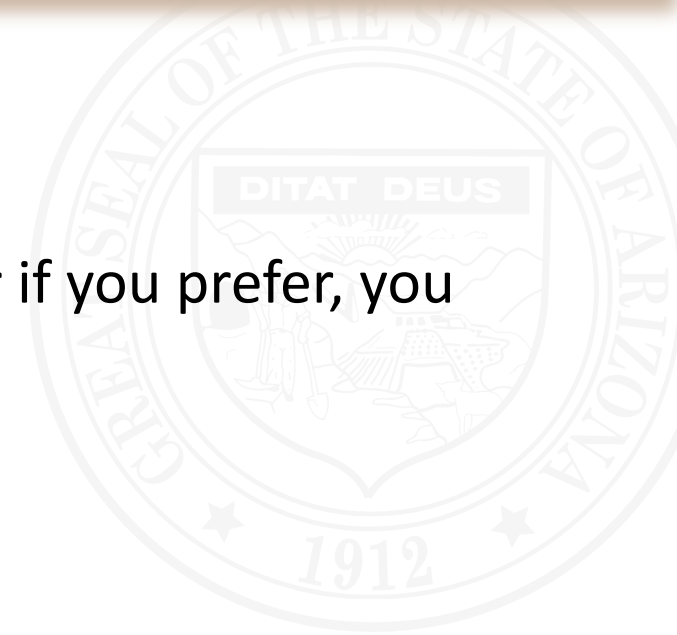 GREAT SEAL OF THE STATE OF ARIZONA
DITAT DEUS
if you prefer, you
1912